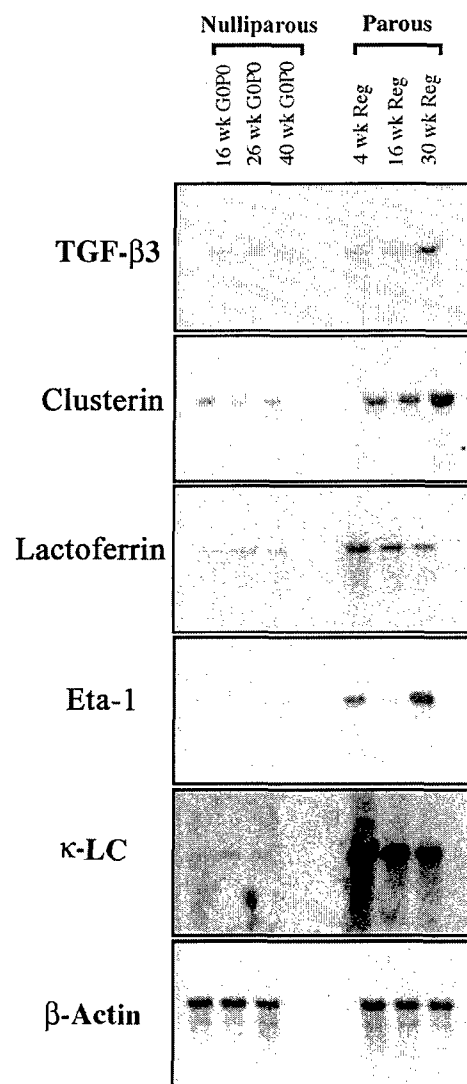 Nulliparous Parous
16 wk G0P0
26 wk G0P0
40 wk G0P0
4 wk Reg
16 wk Reg
30 wk Reg
TGF-β3
Clusterin
Lactoferrin
Eta-1
κ-LC
β-Actin